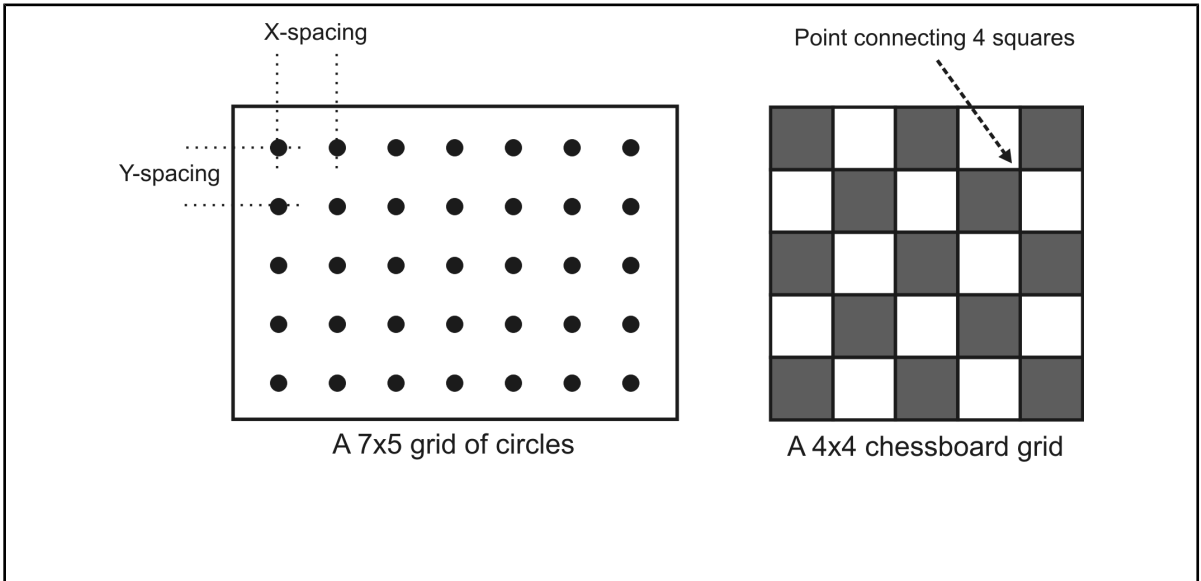 X-spacing
Point connecting 4 squares
Y-spacing
A 7x5 grid of circles
A 4x4 chessboard grid